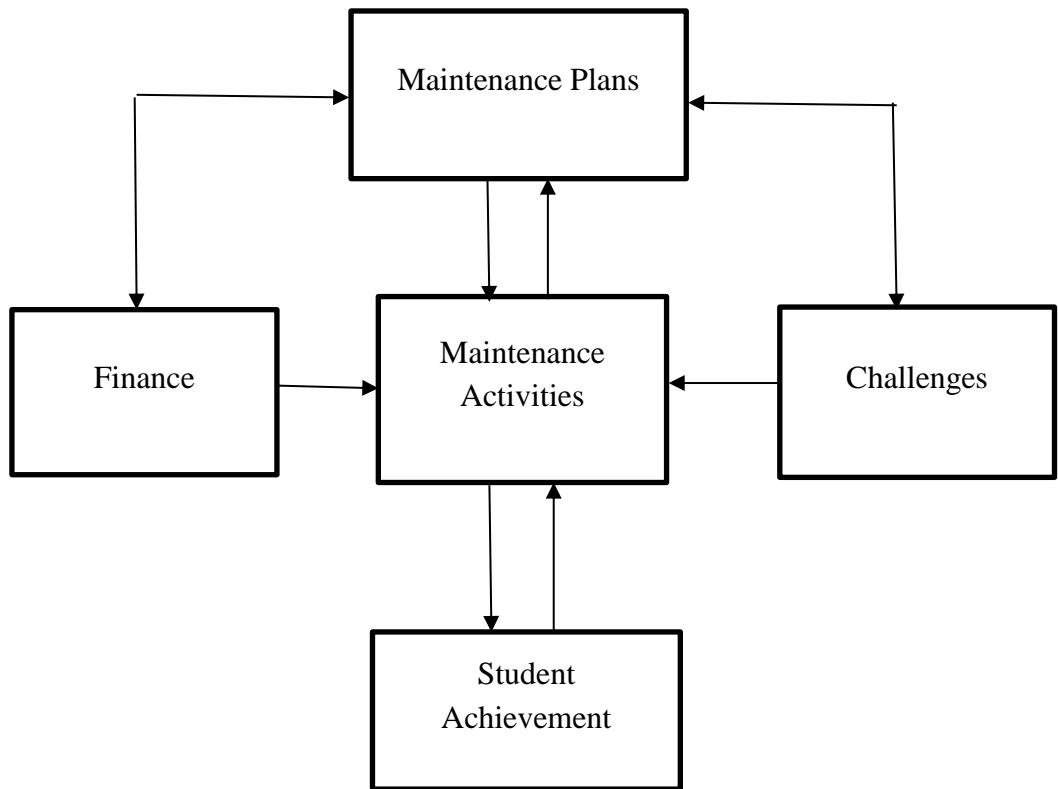 Maintenance Plans
Finance
Maintenance
Activities
Challenges
Student
Achievement